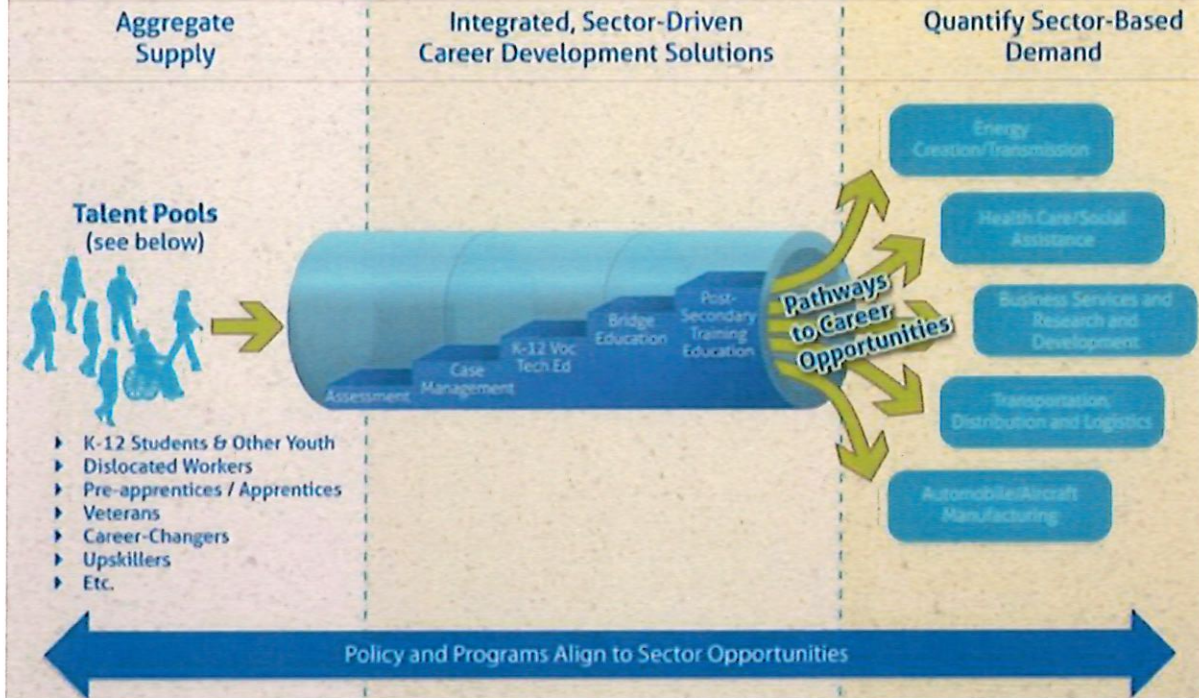 Aggregate
Supply
Integrated, Sector-Driven
Career Development Solutions
Quantify Sector-Based
Demand
Talent Pools
(see below)
Assessment
Case
Management
K-12 Voc
Tech Ed
Bridge
Education
Post-
Secondary
Training
Education
Pathways
to Career
Opportunities
Energy
Creation/Transmission
Health Care/Social
Assistance
Business Services and
Research and
Development
Transportation,
Distribution and Logistics
Automobile/Aircraft
Manufacturing
K-12 Students & Other Youth
Dislocated Workers
Pre-apprentices / Apprentices
Veterans
Career-Changers
Upskillers
Etc.
Policy and Programs Align to Sector Opportunities